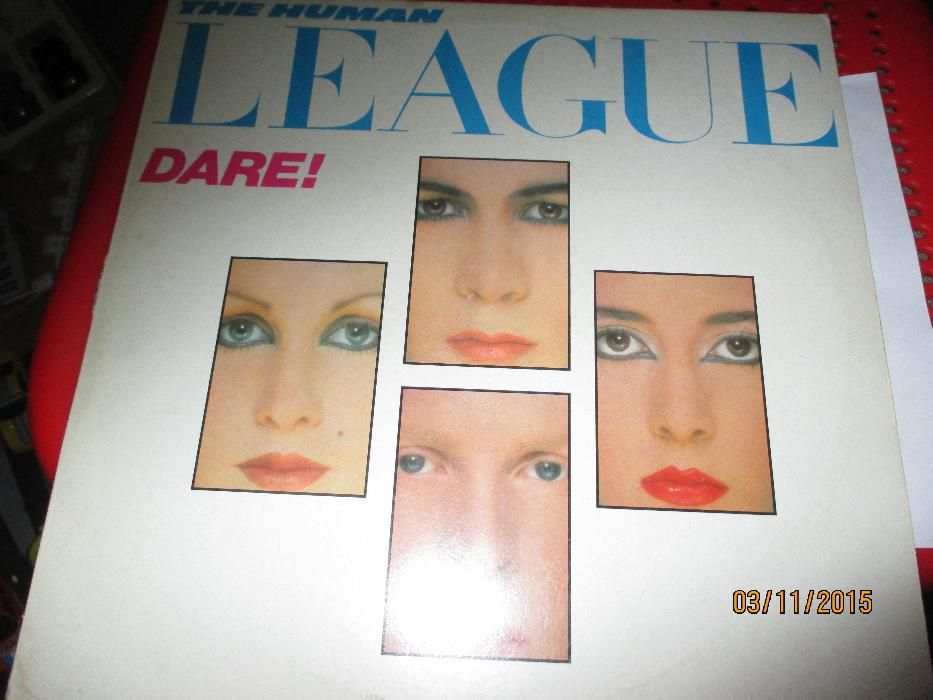 THE HUMAN
LEAGUE
DARE!
03/11/2015